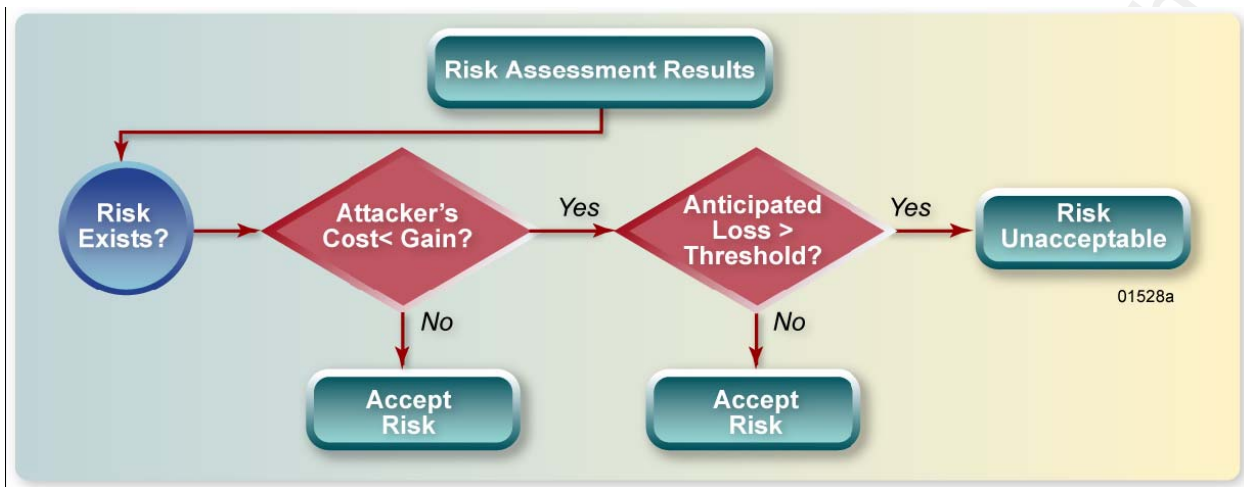 Risk Assessment Results
Risk
Exists?
Attacker's
Cost< Gain?
Yes
Anticipated
Loss >
Threshold?
Yes
Risk
Unacceptable
01528a
No
No
Accept
Risk
Accept
Risk